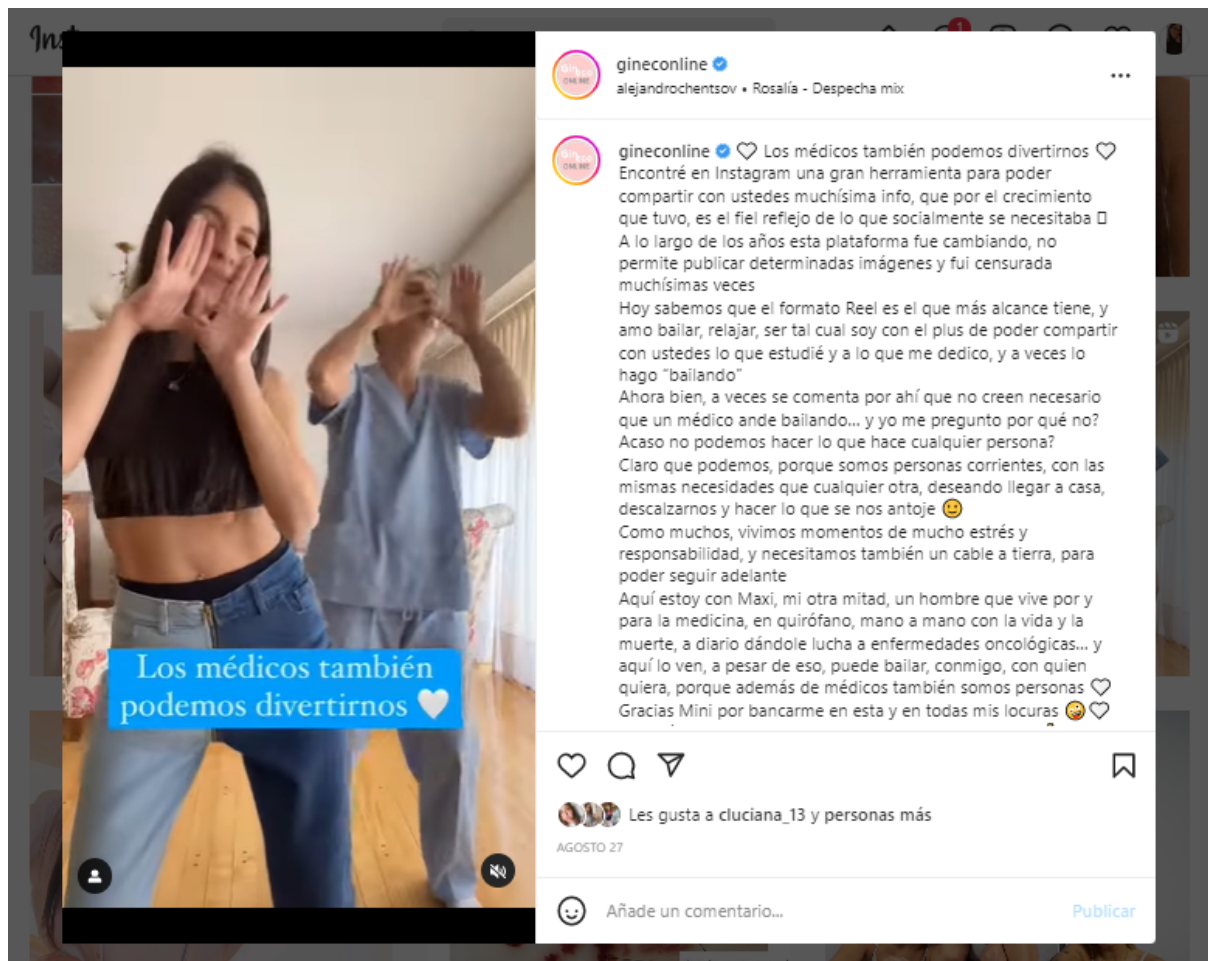 Inst
1
gineconline
alejandrochentsov • Rosalía - Despecha mix
Gineco
ONLINE
gineconline 🤍 Los médicos también podemos divertirnos 🤍
Encontré en Instagram una gran herramienta para poder
compartir con ustedes muchísima info, que por el crecimiento
que tuvo, es el fiel reflejo de lo que socialmente se necesitaba
A lo largo de los años esta plataforma fue cambiando, no
permite publicar determinadas imágenes y fui censurada
muchísimas veces
Hoy sabemos que el formato Reel es el que más alcance tiene, y
amo bailar, relajar, ser tal cual soy con el plus de poder compartir
con ustedes lo que estudié y a lo que me dedico, y a veces lo
hago “bailando”
Ahora bien, a veces se comenta por ahí que no creen necesario
que un médico ande bailando... y yo me pregunto por qué no?
Acaso no podemos hacer lo que hace cualquier persona?
Claro que podemos, porque somos personas corrientes, con las
mismas necesidades que cualquier otra, deseando llegar a casa,
descalzarnos y hacer lo que se nos antoje 🙂
Como muchos, vivimos momentos de mucho estrés y
responsabilidad, y necesitamos también un cable a tierra, para
poder seguir adelante
Aquí estoy con Maxi, mi otra mitad, un hombre que vive por y
para la medicina, en quirófano, mano a mano con la vida y la
muerte, a diario dándole lucha a enfermedades oncológicas... y
aquí lo ven, a pesar de eso, puede bailar, conmigo, con quien
quiera, porque además de médicos también somos personas 🤍
Gracias Mini por bancarme en esta y en todas mis locuras 🤪🤍
Los médicos también
podemos divertirnos 🤍
Les gusta a cluciana_13 y personas más
AGOSTO 27
Añade un comentario...
Publicar